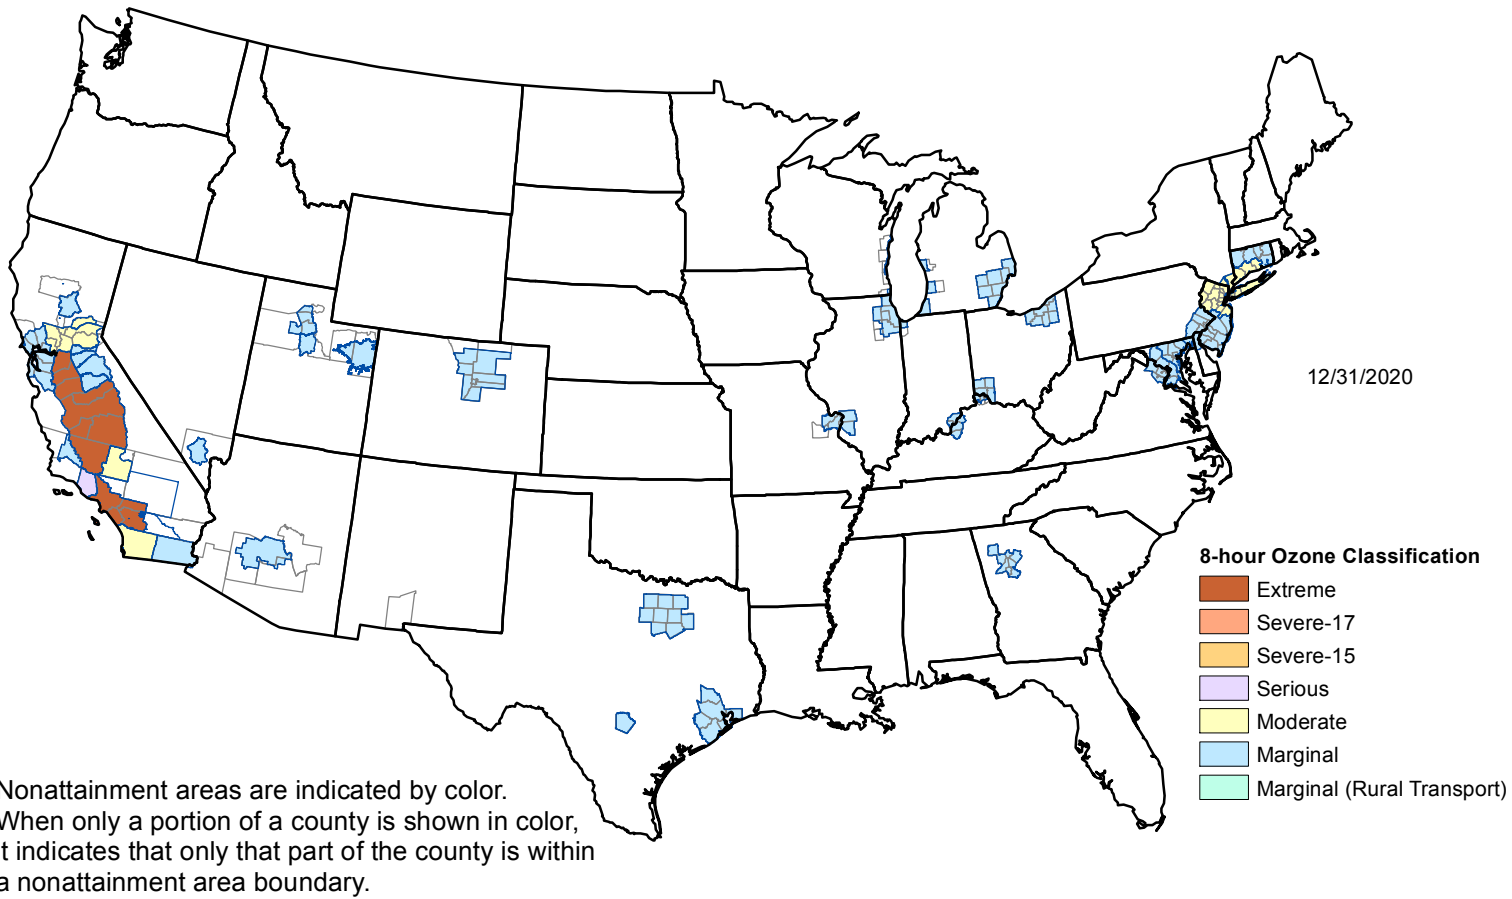 12/31/2020
8-hour Ozone Classification
Extreme
Severe-17
Severe-15
Serious
Moderate
Marginal
Marginal (Rural Transport)
Nonattainment areas are indicated by color.
When only a portion of a county is shown in color,
t indicates that only that part of the county is within
a nonattainment area boundary.